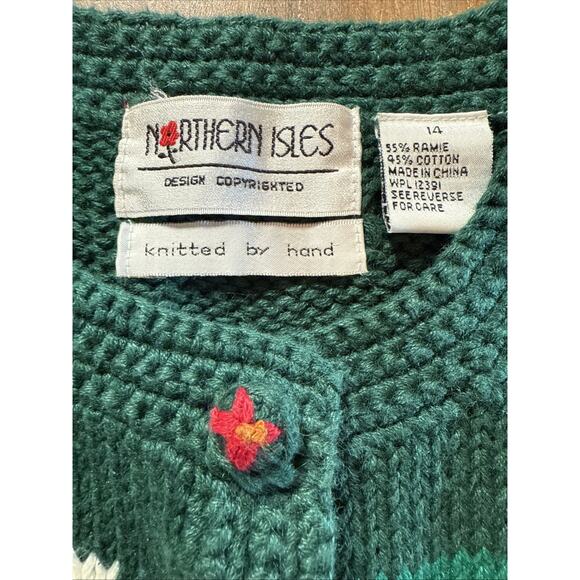 NORTHERN ISLES
DESIGN COPYRIGHTED
knitted by hand
14
55% RAMIE
45% COTTON
MADE IN CHINA
WPL 12391
SEE REVERSE
FOR CARE